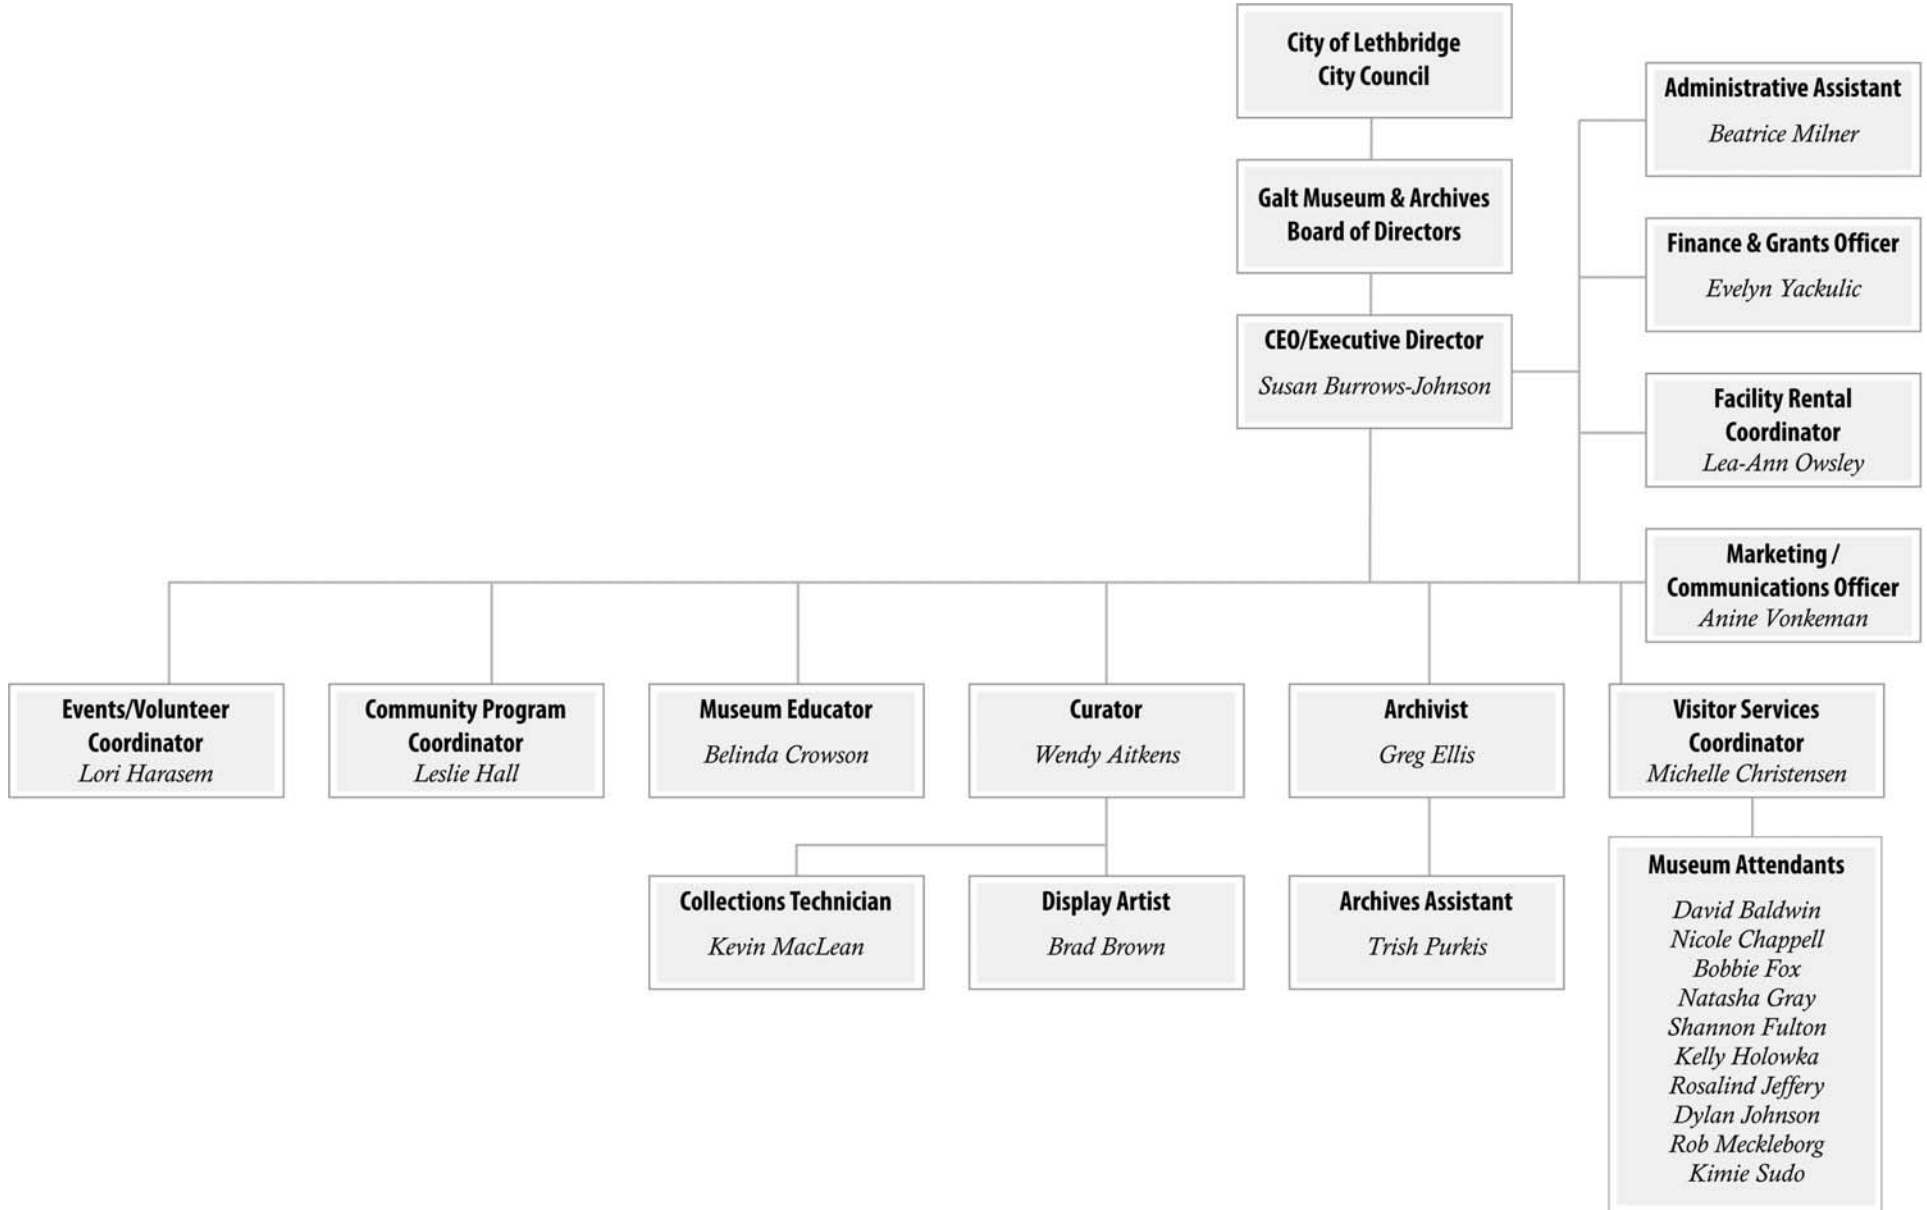 City of Lethbridge
City Council
Galt Museum & Archives
Board of Directors
CEO/Executive Director
Susan Burrows-Johnson
Administrative Assistant
Beatrice Milner
Finance & Grants Officer
Evelyn Yackulic
Facility Rental
Coordinator
Lea-Ann Owsley
Marketing /
Communications Officer
Anine Vonkeman
Events/Volunteer
Coordinator
Lori Harasem
Community Program
Coordinator
Leslie Hall
Museum Educator
Belinda Crowson
Curator
Wendy Aitkens
Archivist
Greg Ellis
Visitor Services
Coordinator
Michelle Christensen
Collections Technician
Kevin MacLean
Display Artist
Brad Brown
Archives Assistant
Trish Purkis
Museum Attendants
David Baldwin
Nicole Chappell
Bobbie Fox
Natasha Gray
Shannon Fulton
Kelly Holowka
Rosalind Jeffery
Dylan Johnson
Rob Meckleborg
Kimie Sudo